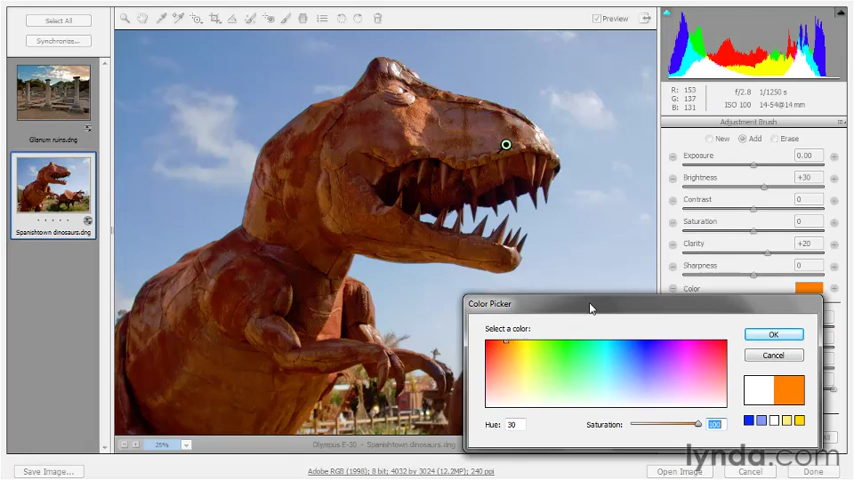 Select All
Preview
Synchronize...
R: 153
G: 137
B: 131
f/2.8 1/1250 s
ISO 100 14-54@14 mm
Adjustment Brush
New Add Erase
Glanum ruins.dng
Exposure 0.00
Brightness +30
Contrast 0
Saturation 0
Spanishtown dinosaurs.dng
Clarity +20
Sharpness 0
Color
Color Picker
Select a color:
OK
Cancel
Hue: 30 Saturation: 100
25%
Olympus E-30 - Spanishtown dinosaurs.dng
lynda.com
Save Image...
Adobe RGB (1998); 8 bit; 4032 by 3024 (12.2MP); 240 ppi
Open Image Cancel Done